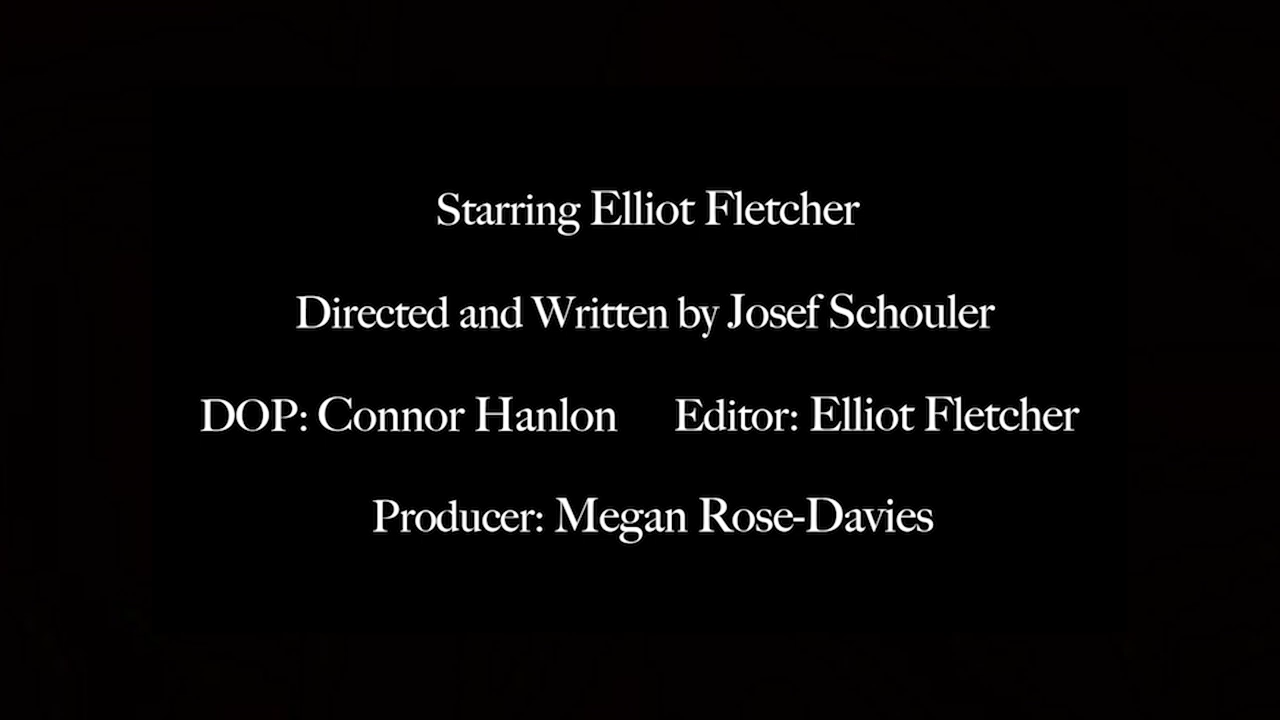 Starring Elliot Fletcher
Directed and Written by Josef Schouler
DOP: Connor Hanlon Editor: Elliot Fletcher
Producer: Megan Rose-Davies